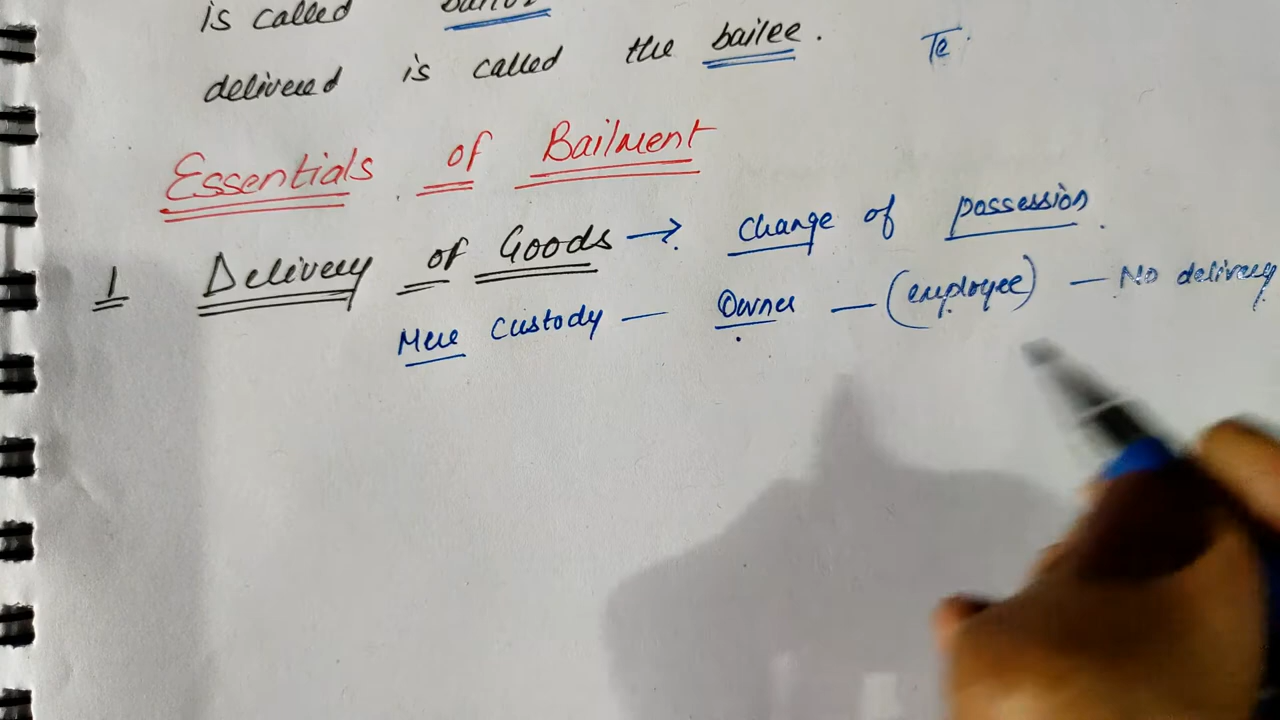 is called bailor
delivered is called the bailee. Te
Essentials of Bailment
1 Delivery of Goods → change of possession.
Mere custody — Owner — (employee) — No delivery